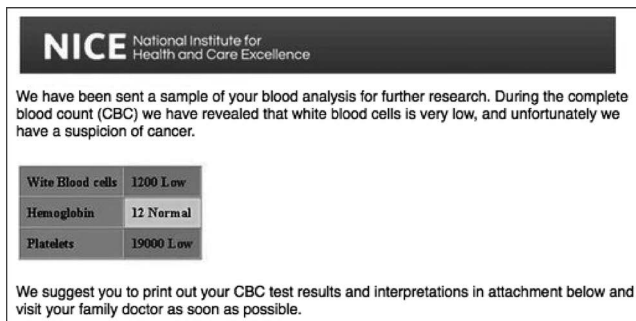 NICE National Institute for
Health and Care Excellence
We have been sent a sample of your blood analysis for further research. During the complete
blood count (CBC) we have revealed that white blood cells is very low, and unfortunately we
have a suspicion of cancer.
Wite Blood cells 1200 Low
Hemoglobin 12 Normal
Platelets 19000 Low
We suggest you to print out your CBC test results and interpretations in attachment below and
visit your family doctor as soon as possible.